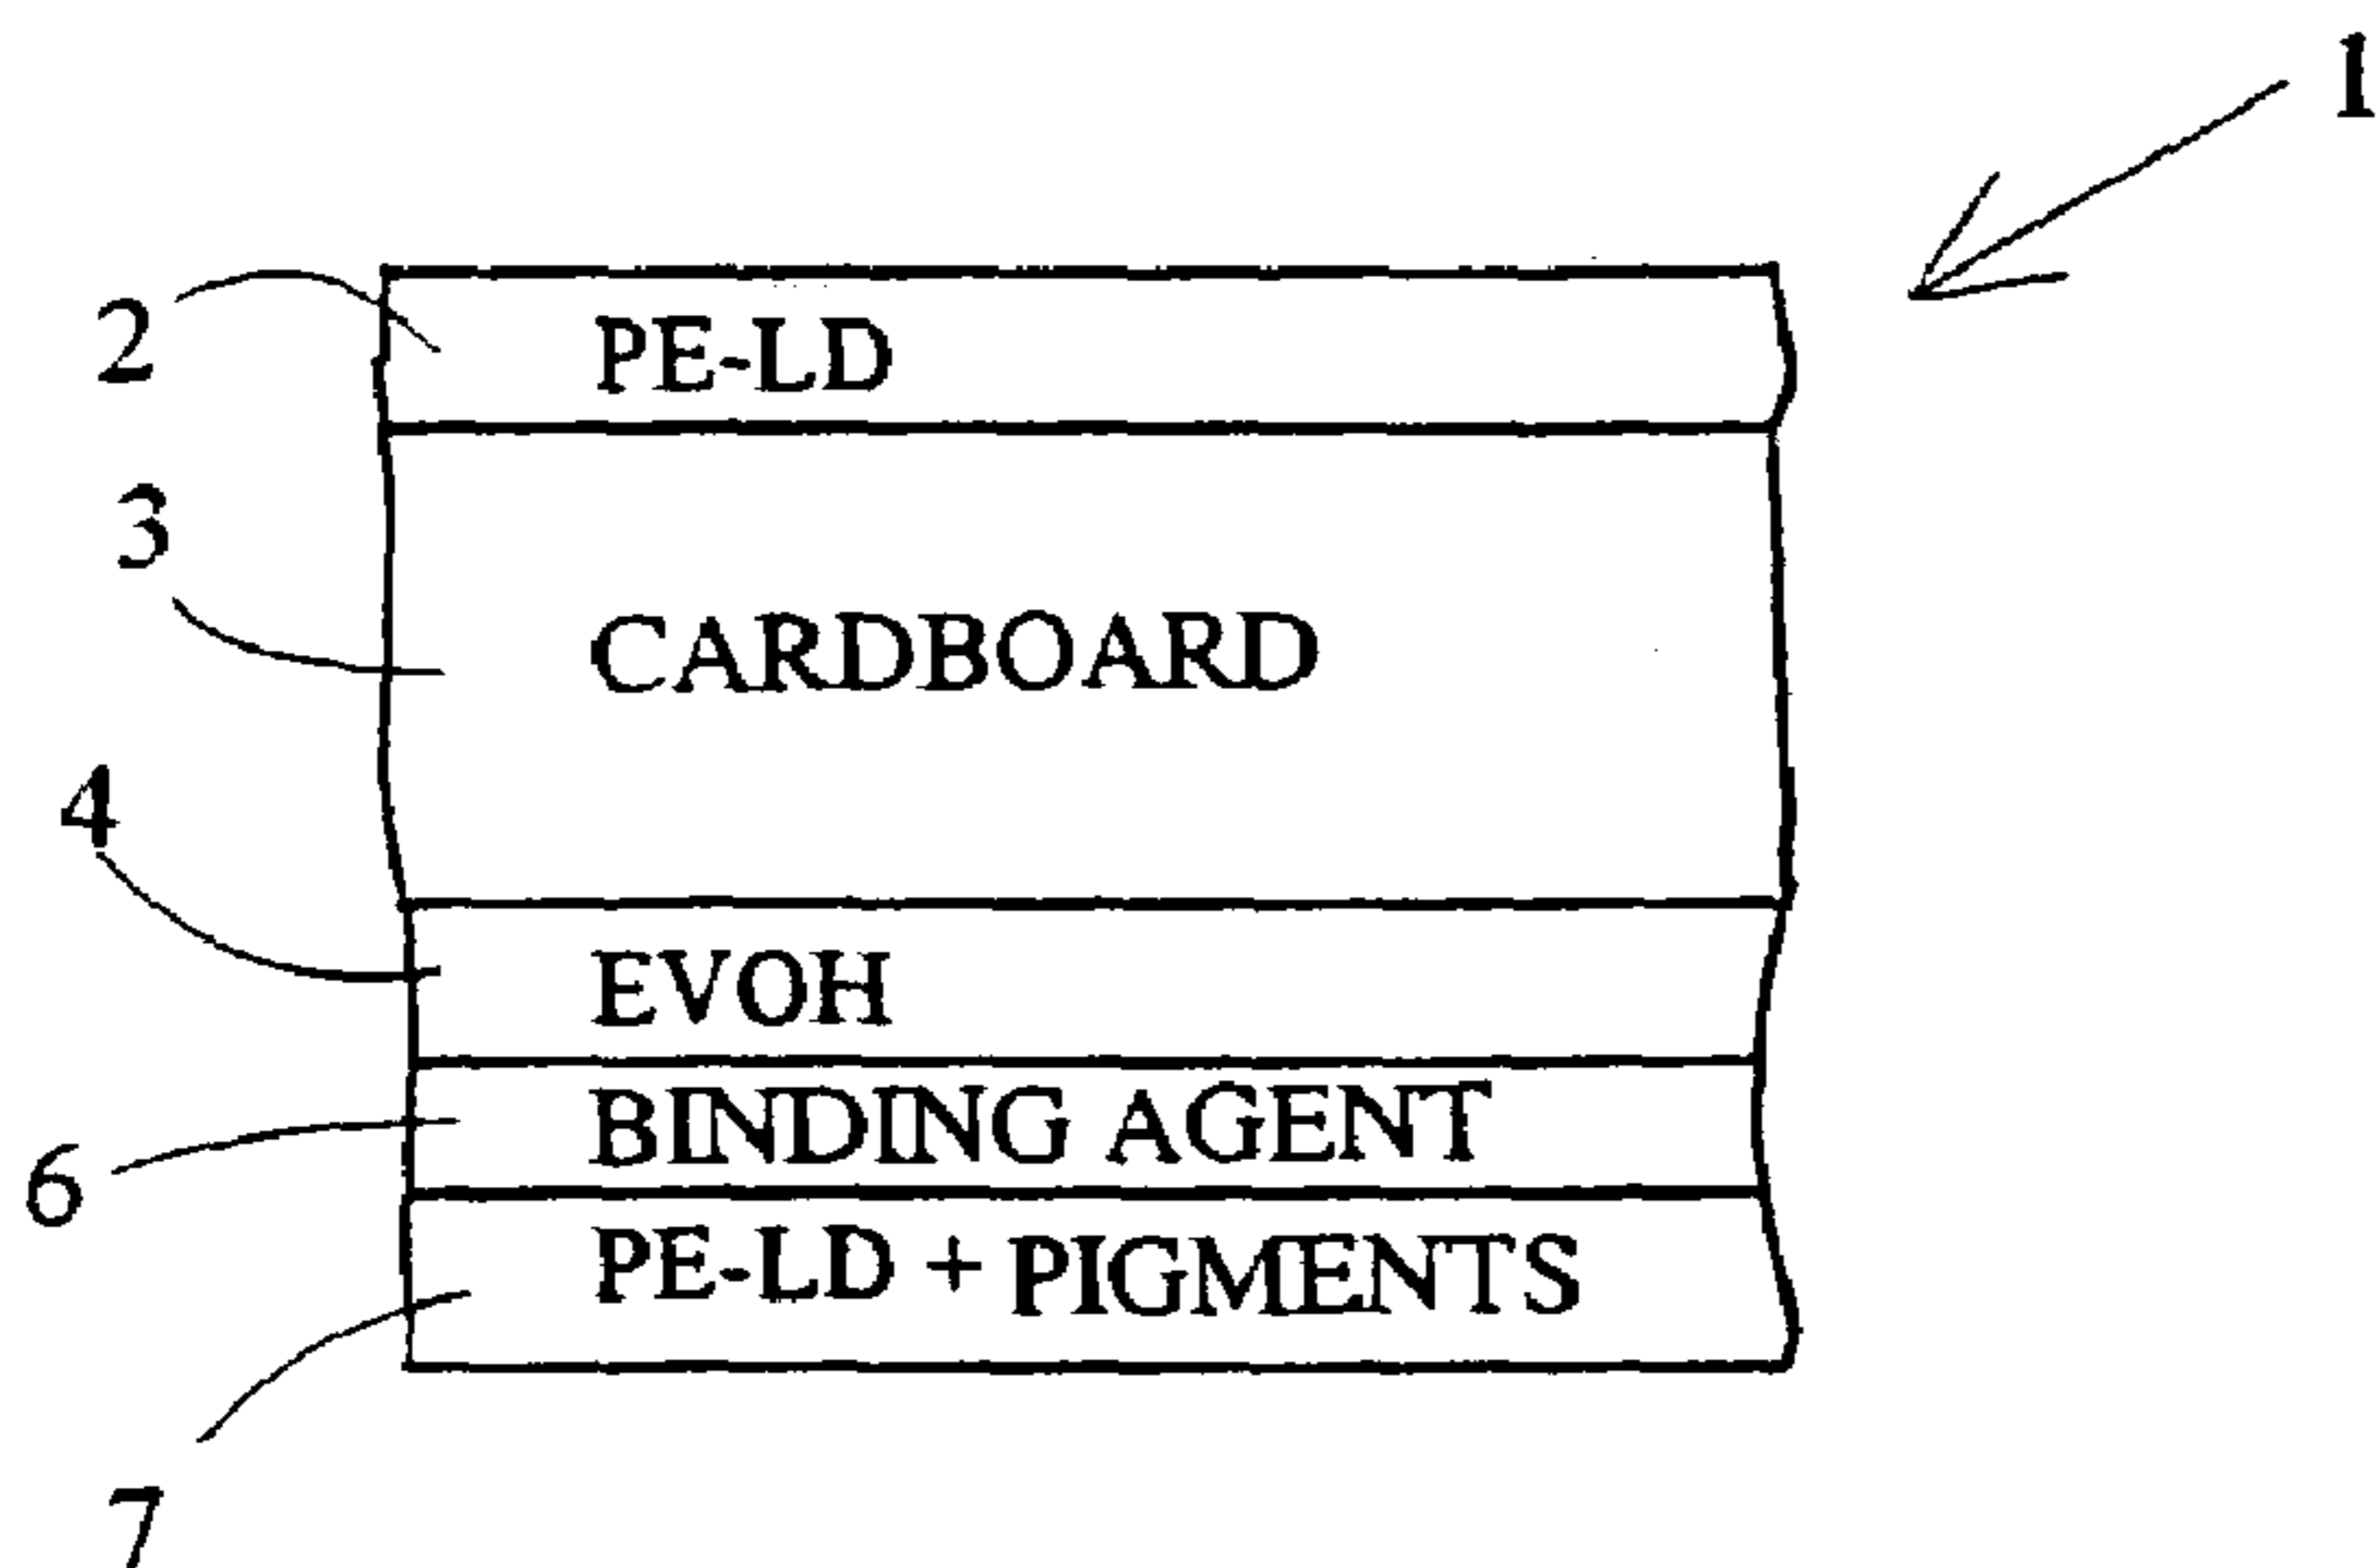 1
2 PE-LD
3 CARDBOARD
4 EVOH
6 BINDING AGENT
PE-LD + PIGMENTS
7